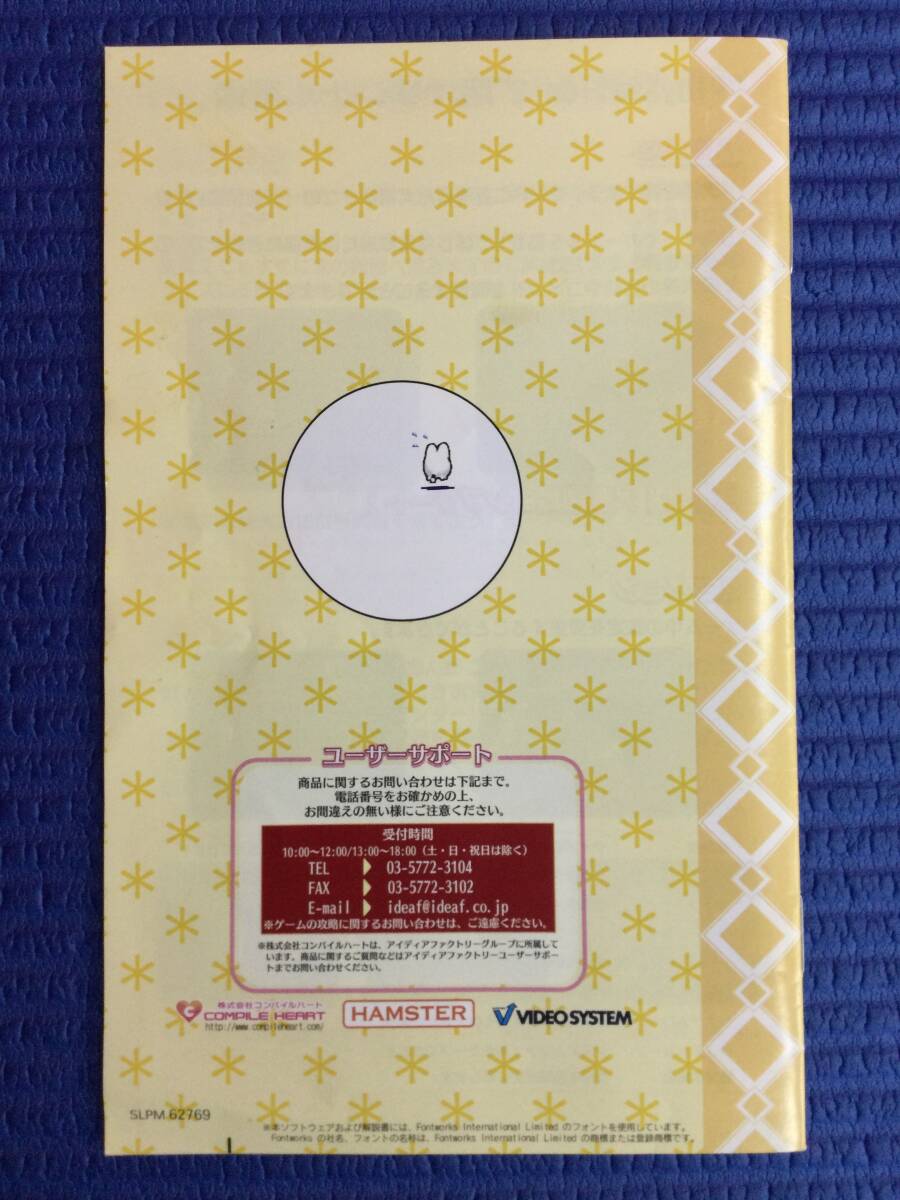 ユーザーサポート
商品に関するお問い合わせは下記まで。
電話番号をお確かめの上、
お間違えの無い様にご注意ください。
受付時間
10:00~12:00/13:00~18:00（土・日・祝日は除く）
TEL 03-5772-3104
FAX 03-5772-3102
E-mail ideaf@ideaf.co.jp
※ゲームの攻略に関するお問い合わせは、ご遠慮ください。
※株式会社コンパイルハートは、アイディアファクトリーグループに所属して
います。商品に関するご質問などはアイディアファクトリーユーザーサポー
トまでお問い合わせください。
株式会社コンパイルハート
COMPILE HEART
http://www.compileheart.com/
HAMSTER
VIDEO SYSTEM
SLPM 62769
※本ソフトウェアおよび解説書には、Fontworks International Limited のフォントを使用しています。
Fontworks の社名、フォントの名称は、Fontworks International Limited の商標または登録商標です。